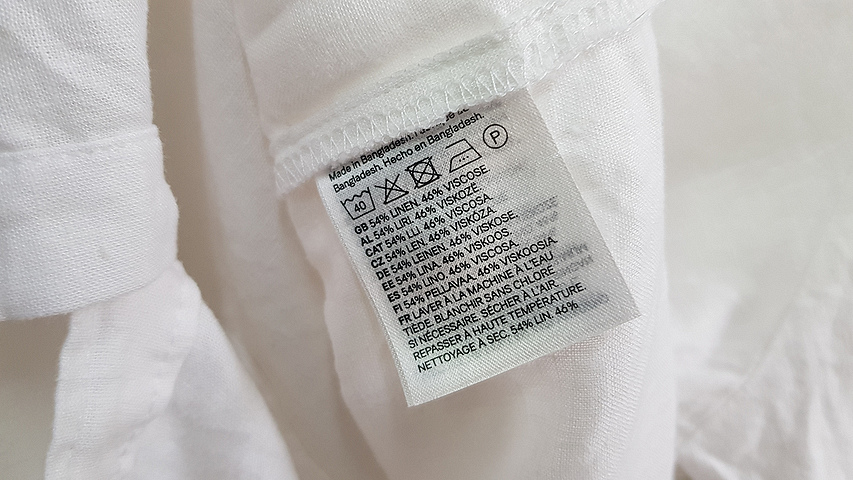 Made in Bangladesh.
Bangladesh. Hecho en Bangladesh.
40 P
GB 54% LINEN. 46% VISCOSE.
AL 54% LIRI. 46% VISKOZË.
CAT 54% LLI. 46% VISCOSA.
CZ 54% LEN. 46% VISKÓZA.
DE 54% LEINEN. 46% VISKOSE.
EE 54% LINA. 46% VISKOOS.
ES 54% LINO. 46% VISCOSA.
FI 54% PELLAVAA. 46% VISKOOSIA.
FR LAVER À LA MACHINE À L'EAU
TIÈDE. BLANCHIR SANS CHLORE
SI NÉCESSAIRE. SÉCHER À L'AIR.
REPASSER À HAUTE TEMPÉRATURE.
NETTOYAGE À SEC. 54% LIN. 46%